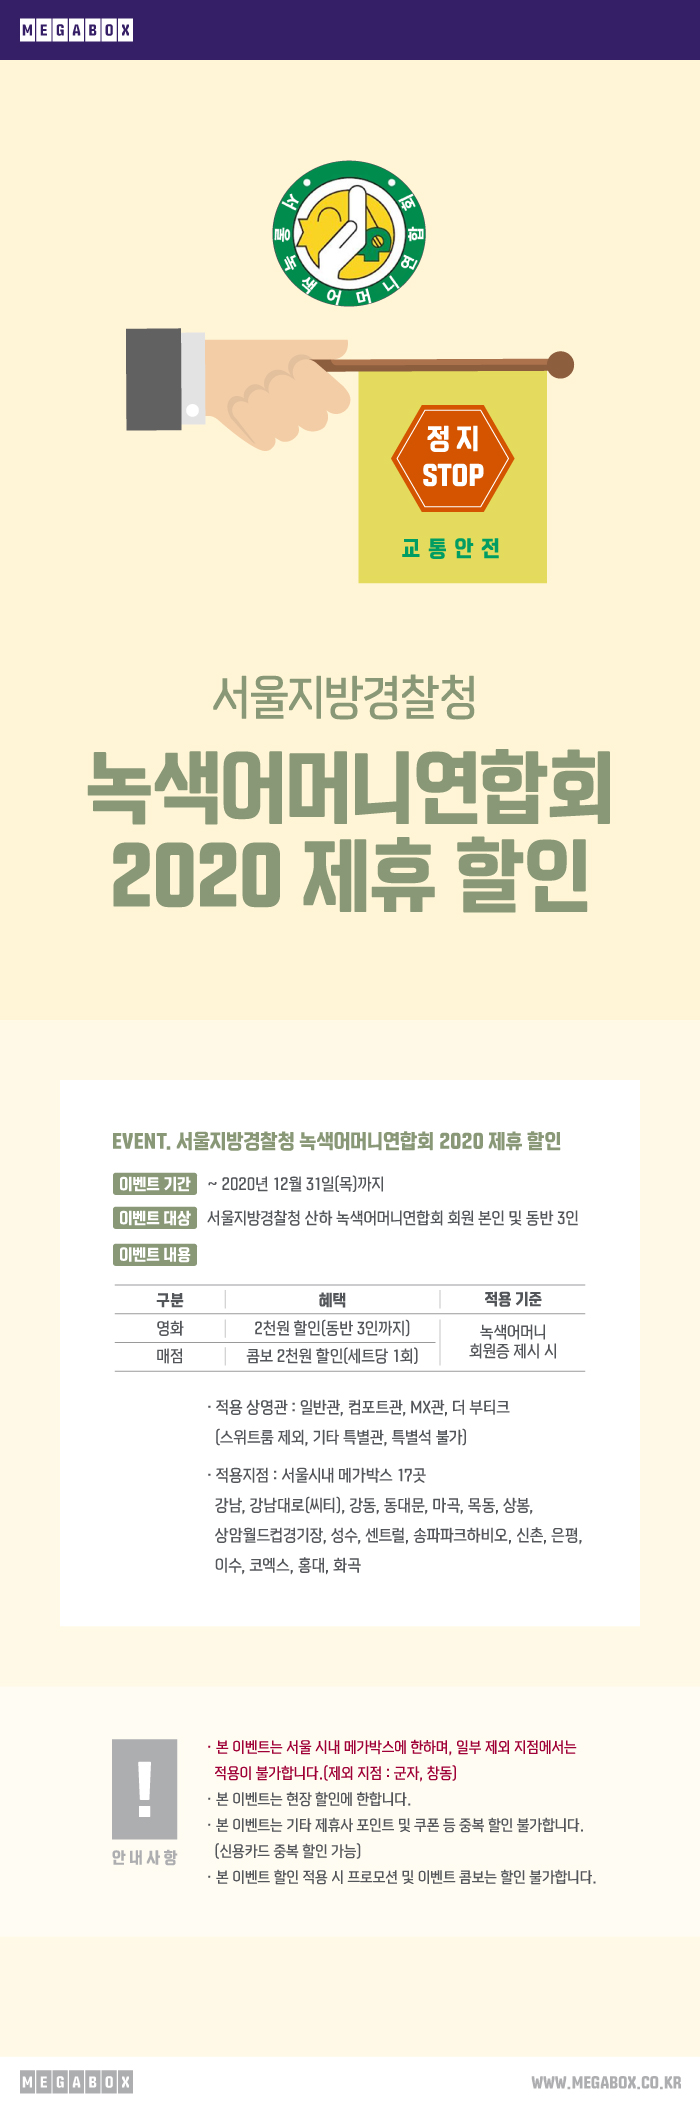 MEGABOX
서울녹색어머니연합회
정지
STOP
교통안전
서울지방경찰청
녹색어머니연합회
2020 제휴 할인
EVENT. 서울지방경찰청 녹색어머니연합회 2020 제휴 할인
이벤트 기간 ~ 2020년 12월 31일(목)까지
이벤트 대상 서울지방경찰청 산하 녹색어머니연합회 회원 본인 및 동반 3인
이벤트 내용
구분 혜택 적용 기준
영화 2천원 할인(동반 3인까지) 녹색어머니
회원증 제시 시
매점 콤보 2천원 할인(세트당 1회)
· 적용 상영관 : 일반관, 컴포트관, MX관, 더 부티크
(스위트룸 제외, 기타 특별관, 특별석 불가)
· 적용지점 : 서울시내 메가박스 17곳
강남, 강남대로(씨티), 강동, 동대문, 마곡, 목동, 상봉,
상암월드컵경기장, 성수, 센트럴, 송파파크하비오, 신촌, 은평,
이수, 코엑스, 홍대, 화곡
!
안내사항
· 본 이벤트는 서울 시내 메가박스에 한하며, 일부 제외 지점에서는
적용이 불가합니다.(제외 지점 : 군자, 창동)
· 본 이벤트는 현장 할인에 한합니다.
· 본 이벤트는 기타 제휴사 포인트 및 쿠폰 등 중복 할인 불가합니다.
(신용카드 중복 할인 가능)
· 본 이벤트 할인 적용 시 프로모션 및 이벤트 콤보는 할인 불가합니다.
MEGABOX
WWW.MEGABOX.CO.KR